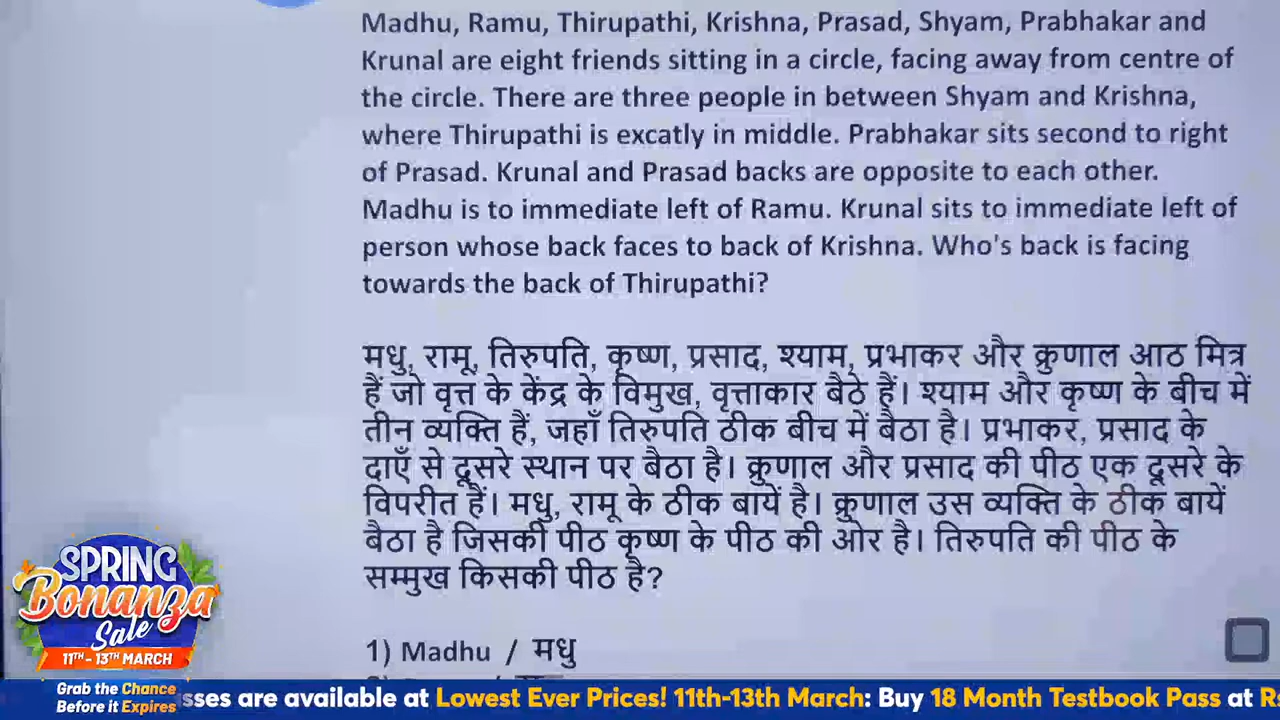 Madhu, Ramu, Thirupathi, Krishna, Prasad, Shyam, Prabhakar and
Krunal are eight friends sitting in a circle, facing away from centre of
the circle. There are three people in between Shyam and Krishna,
where Thirupathi is excatly in middle. Prabhakar sits second to right
of Prasad. Krunal and Prasad backs are opposite to each other.
Madhu is to immediate left of Ramu. Krunal sits to immediate left of
person whose back faces to back of Krishna. Who's back is facing
towards the back of Thirupathi?
मधु, रामू, तिरुपति, कृष्ण, प्रसाद, श्याम, प्रभाकर और क्रुणाल आठ मित्र
हैं जो वृत्त के केंद्र के विमुख, वृत्ताकार बैठे हैं। श्याम और कृष्ण के बीच में
तीन व्यक्ति हैं, जहाँ तिरुपति ठीक बीच में बैठा है। प्रभाकर, प्रसाद के
दाएँ से दूसरे स्थान पर बैठा है। क्रुणाल और प्रसाद की पीठ एक दूसरे के
विपरीत हैं। मधु, रामू के ठीक बायें है। क्रुणाल उस व्यक्ति के ठीक बायें
बैठा है जिसकी पीठ कृष्ण के पीठ की ओर है। तिरुपति की पीठ के
सम्मुख किसकी पीठ है?
1) Madhu / मधु
SPRING
Bonanza
Sale
11TH - 13TH MARCH
Grab the Chance
Before it Expires
sses are available at Lowest Ever Prices! 11th-13th March: Buy 18 Month Testbook Pass at